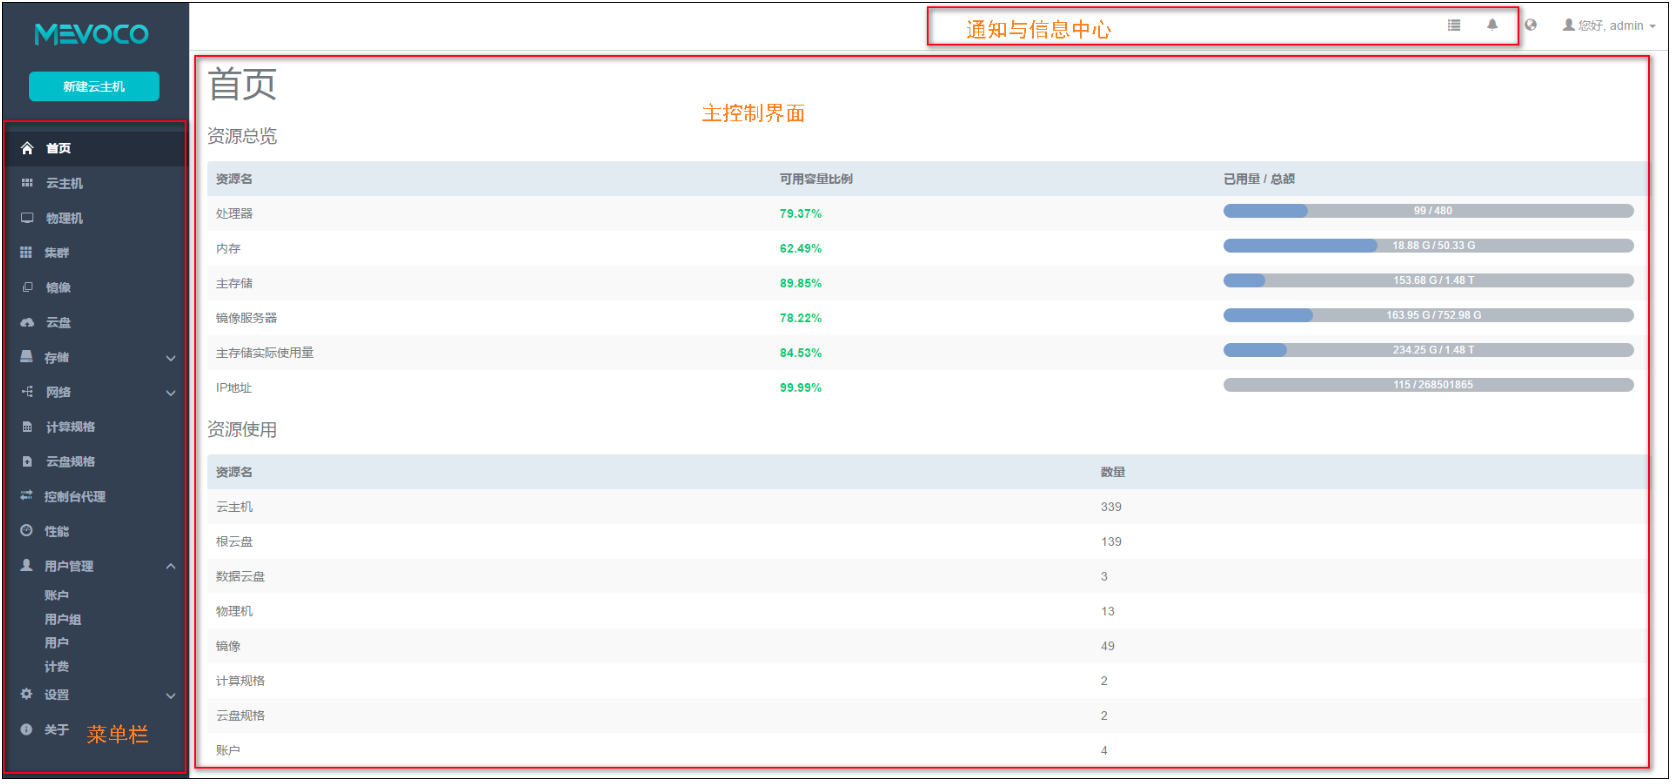 MEVOCO
新建云主机
首页
云主机
物理机
集群
镜像
云盘
存储
网络
计算规格
云盘规格
控制台代理
性能
用户管理
账户
用户组
用户
计费
设置
关于
菜单栏
通知与信息中心
您好, admin
首页
主控制界面
资源总览
资源名 可用容量比例 已用量 / 总额
处理器 79.37% 99 / 480
内存 62.49% 18.88 G / 50.33 G
主存储 89.85% 153.68 G / 1.48 T
镜像服务器 78.22% 163.95 G / 752.98 G
主存储实际使用量 84.53% 234.25 G / 1.48 T
IP地址 99.99% 115 / 268501865
资源使用
资源名 数量
云主机 339
根云盘 139
数据云盘 3
物理机 13
镜像 49
计算规格 2
云盘规格 2
账户 4